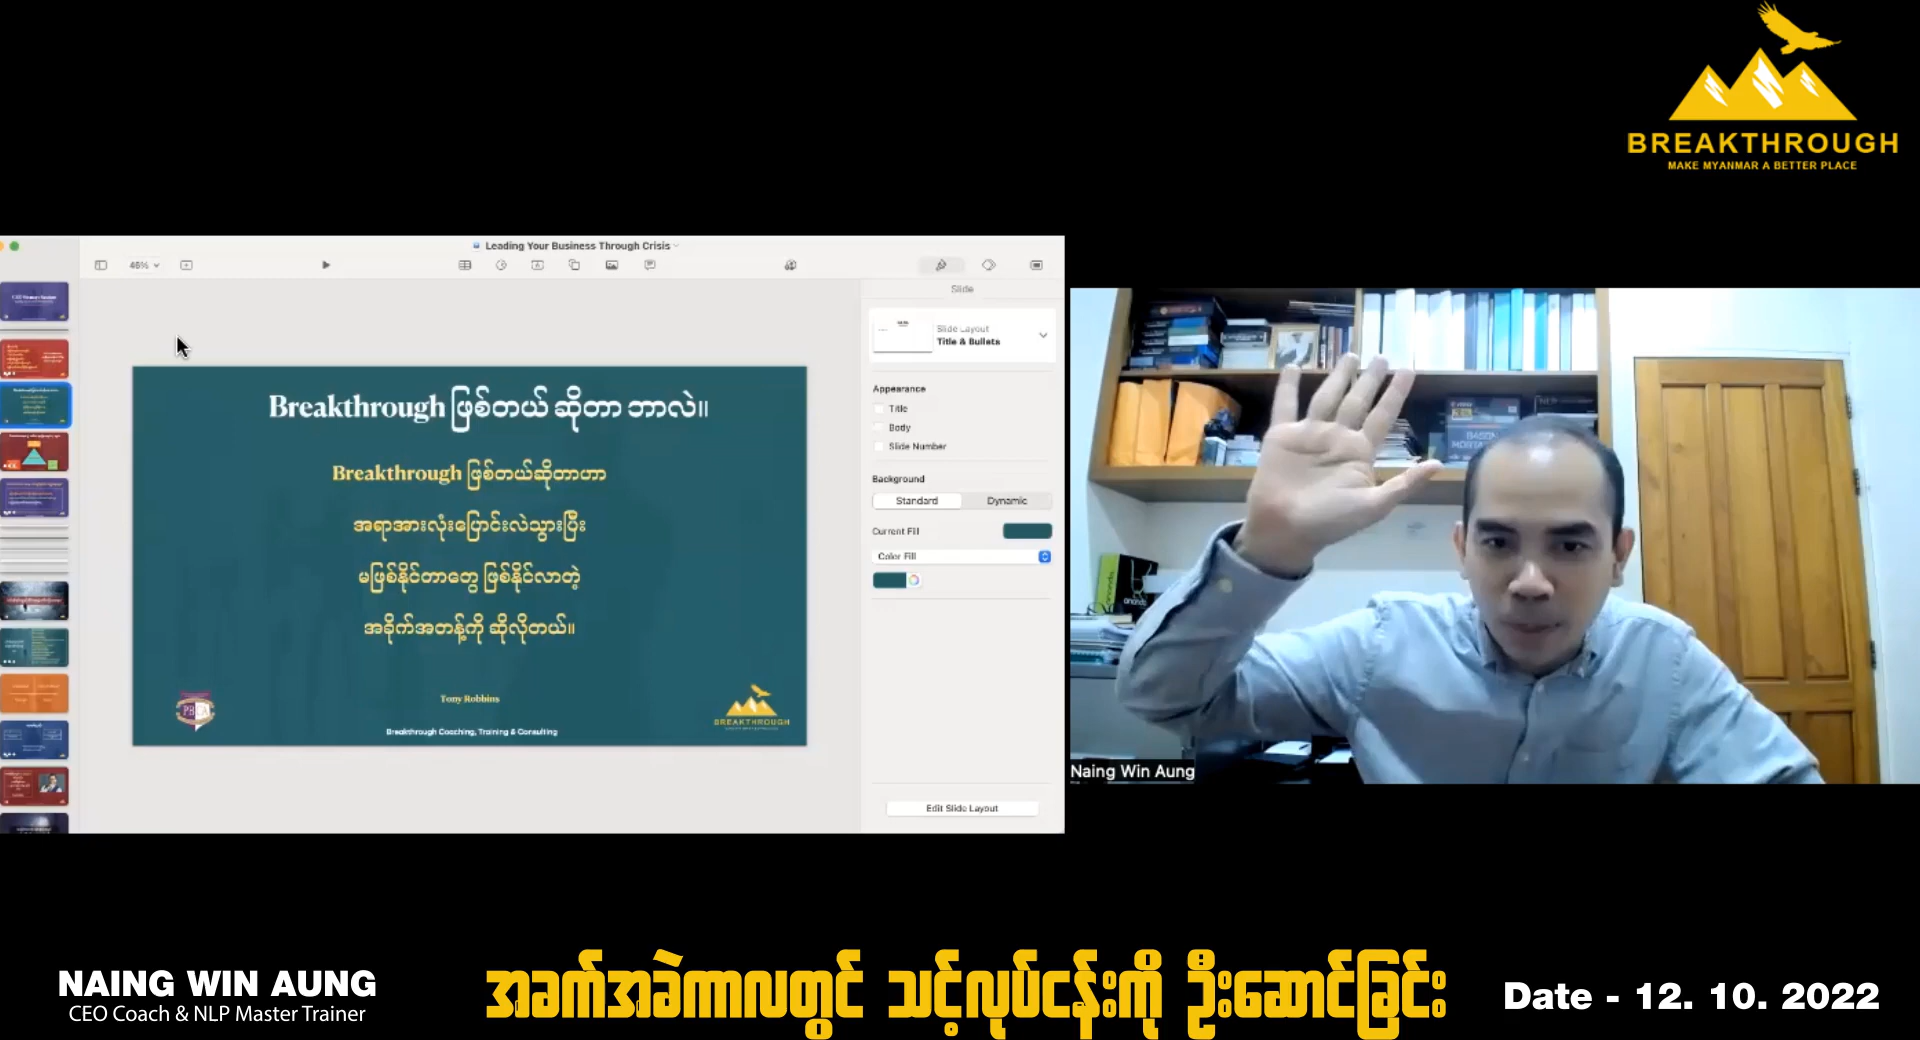 BREAKTHROUGH
MAKE MYANMAR A BETTER PLACE
Leading Your Business Through Crisis
46%
Slide
Slide Layout
Title & Bullets
Appearance
Title
Body
Slide Number
Background
Standard
Dynamic
Current Fill
Color Fill
Edit Slide Layout
Breakthrough ဖြစ်တယ် ဆိုတာ ဘာလဲ။
Breakthrough ဖြစ်တယ်ဆိုတာဟာ
အရာအားလုံးပြောင်းလဲသွားပြီး
မဖြစ်နိုင်တာတွေ ဖြစ်နိုင်လာတဲ့
အခိုက်အတန့်ကို ဆိုလိုတယ်။
Tony Robbins
Breakthrough Coaching, Training & Consulting
BREAKTHROUGH
Naing Win Aung
NAING WIN AUNG
CEO Coach & NLP Master Trainer
အခက်အခဲကာလတွင် သင့်လုပ်ငန်းကို ဦးဆောင်ခြင်း
Date - 12. 10. 2022